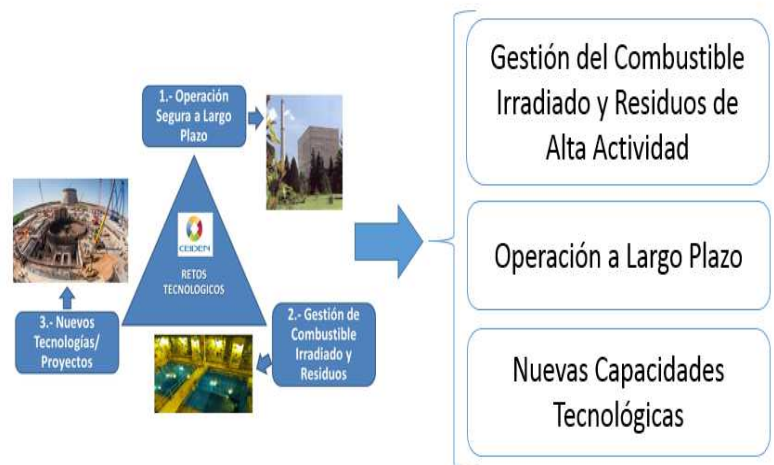 1.- Operación
Segura a Largo
Plazo
CEIDEN
RETOS
TECNOLOGICOS
3.- Nuevos
Tecnologías/
Proyectos
2.- Gestión de
Combustible
Irradiado y
Residuos
Gestión del Combustible
Irradiado y Residuos de
Alta Actividad
Operación a Largo Plazo
Nuevas Capacidades
Tecnológicas